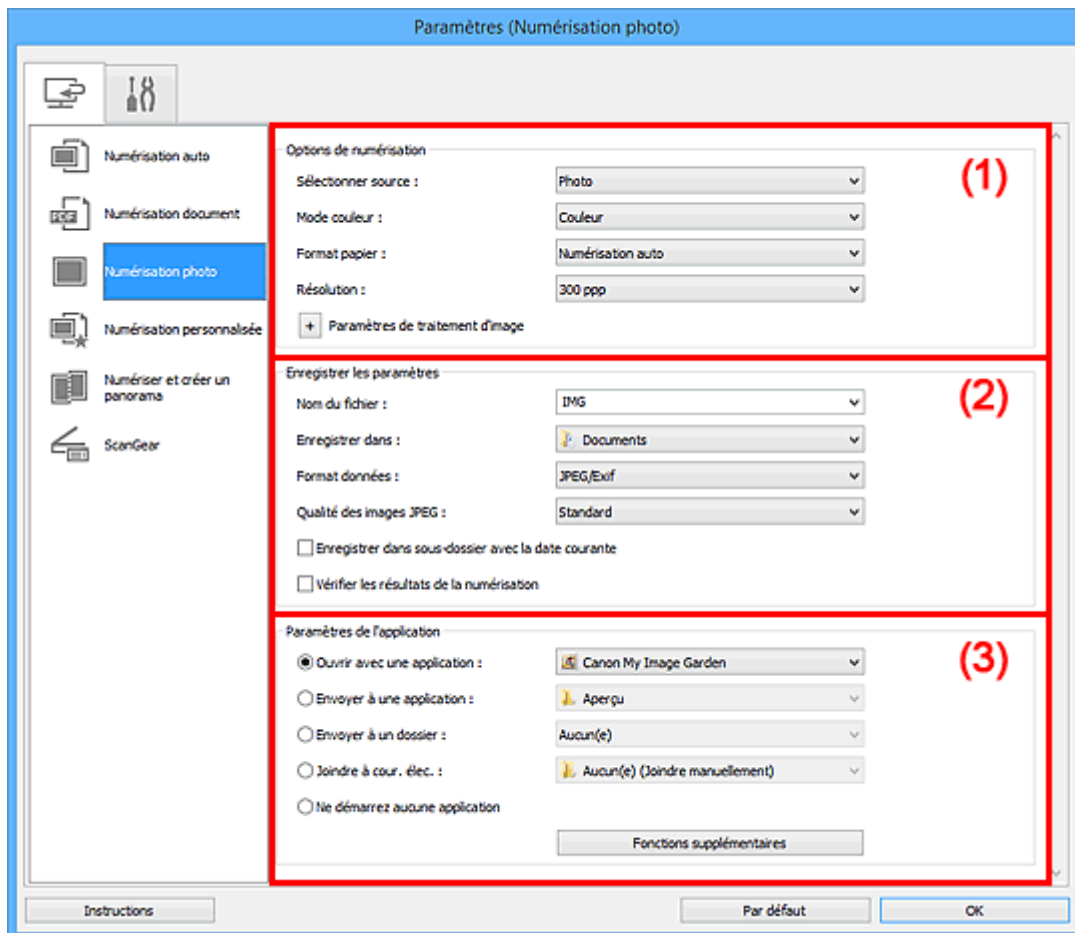 Paramètres (Numérisation photo)
Numérisation auto
PDF
Numérisation document
Numérisation photo
Numérisation personnalisée
Numériser et créer un
panorama
ScanGear
Options de numérisation
(1)
Sélectionner source : Photo
Mode couleur : Couleur
Format papier : Numérisation auto
Résolution : 300 ppp
+ Paramètres de traitement d'image
Enregistrer les paramètres
(2)
Nom du fichier : IMG
Enregistrer dans : Documents
Format données : JPEG/Exif
Qualité des images JPEG : Standard
Enregistrer dans sous-dossier avec la date courante
Vérifier les résultats de la numérisation
Paramètres de l'application
(3)
Ouvrir avec une application : Canon My Image Garden
Envoyer à une application : Aperçu
Envoyer à un dossier : Aucun(e)
Joindre à cour. élec. : Aucun(e) (Joindre manuellement)
Ne démarrez aucune application
Fonctions supplémentaires
Instructions Par défaut OK